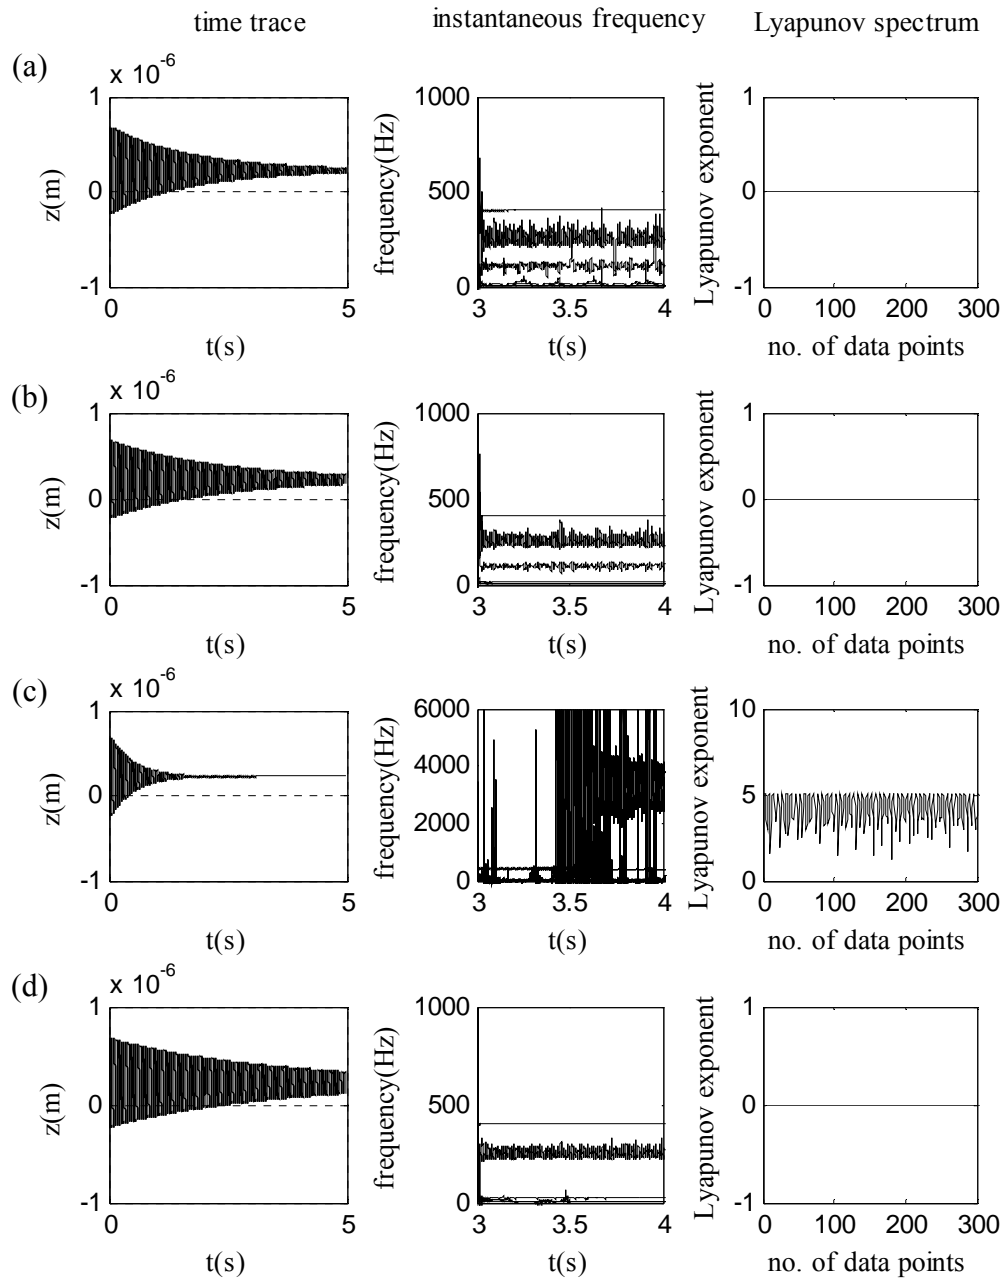 time trace instantaneous frequency Lyapunov spectrum
(a)
x 10-6
1
0
-1
z(m)
0 5
t(s)
1000
500
0
frequency(Hz)
3 3.5 4
t(s)
1
0
-1
Lyapunov exponent
0 100 200 300
no. of data points
(b)
x 10-6
1
0
-1
z(m)
0 5
t(s)
1000
500
0
frequency(Hz)
3 3.5 4
t(s)
1
0
-1
Lyapunov exponent
0 100 200 300
no. of data points
(c)
x 10-6
1
0
-1
z(m)
0 5
t(s)
6000
4000
2000
0
frequency(Hz)
3 3.5 4
t(s)
10
5
0
Lyapunov exponent
0 100 200 300
no. of data points
(d)
x 10-6
1
0
-1
z(m)
0 5
t(s)
1000
500
0
frequency(Hz)
3 3.5 4
t(s)
1
0
-1
Lyapunov exponent
0 100 200 300
no. of data points